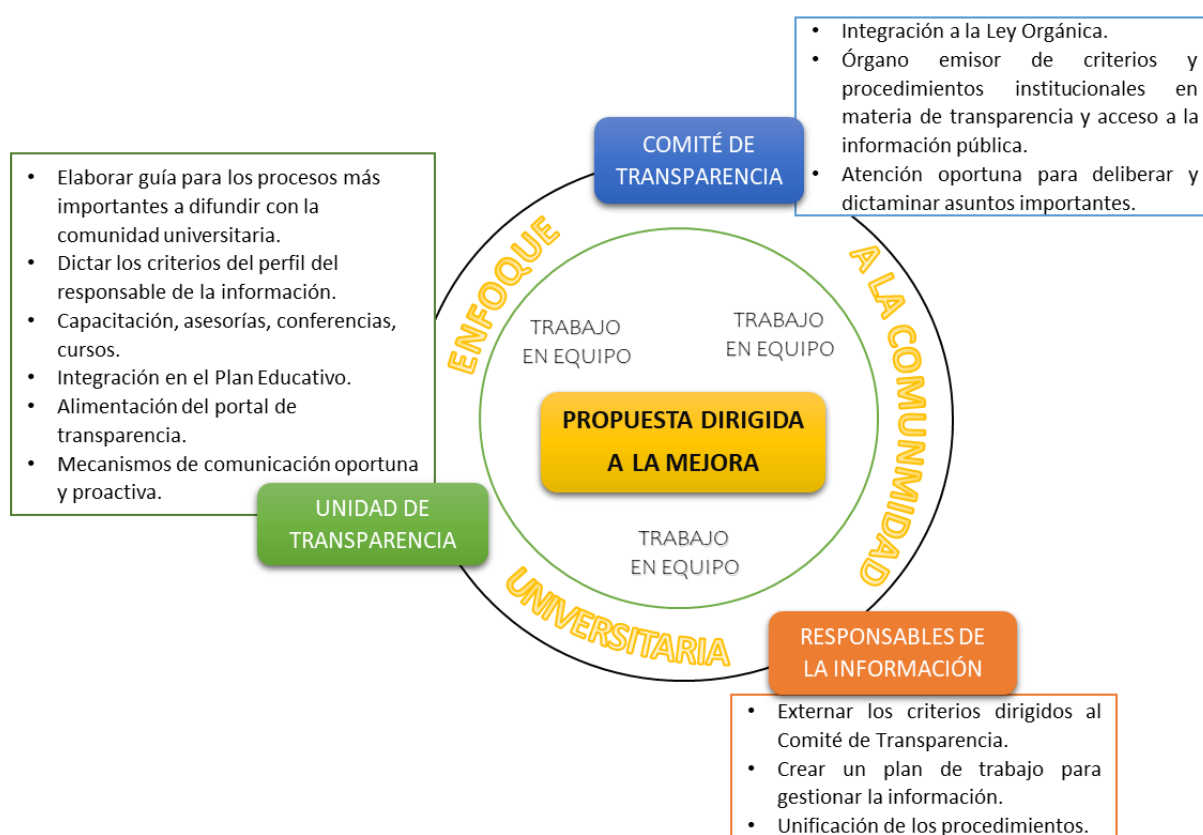 • Integración a la Ley Orgánica.
• Órgano emisor de criterios y
procedimientos institucionales en
materia de transparencia y acceso a la
información pública.
• Atención oportuna para deliberar y
dictaminar asuntos importantes.
COMITÉ DE
TRANSPARENCIA
• Elaborar guía para los procesos más
importantes a difundir con la
comunidad universitaria.
• Dictar los criterios del perfil del
responsable de la información.
• Capacitación, asesorías, conferencias,
cursos.
• Integración en el Plan Educativo.
• Alimentación del portal de
transparencia.
• Mecanismos de comunicación oportuna
y proactiva.
UNIDAD DE
TRANSPARENCIA
ENFOQUE
A LA COMUNMIDAD
UNIVERSITARIA
TRABAJO
EN EQUIPO
TRABAJO
EN EQUIPO
PROPUESTA DIRIGIDA
A LA MEJORA
TRABAJO
EN EQUIPO
RESPONSABLES DE
LA INFORMACIÓN
• Externar los criterios dirigidos al
Comité de Transparencia.
• Crear un plan de trabajo para
gestionar la información.
• Unificación de los procedimientos.